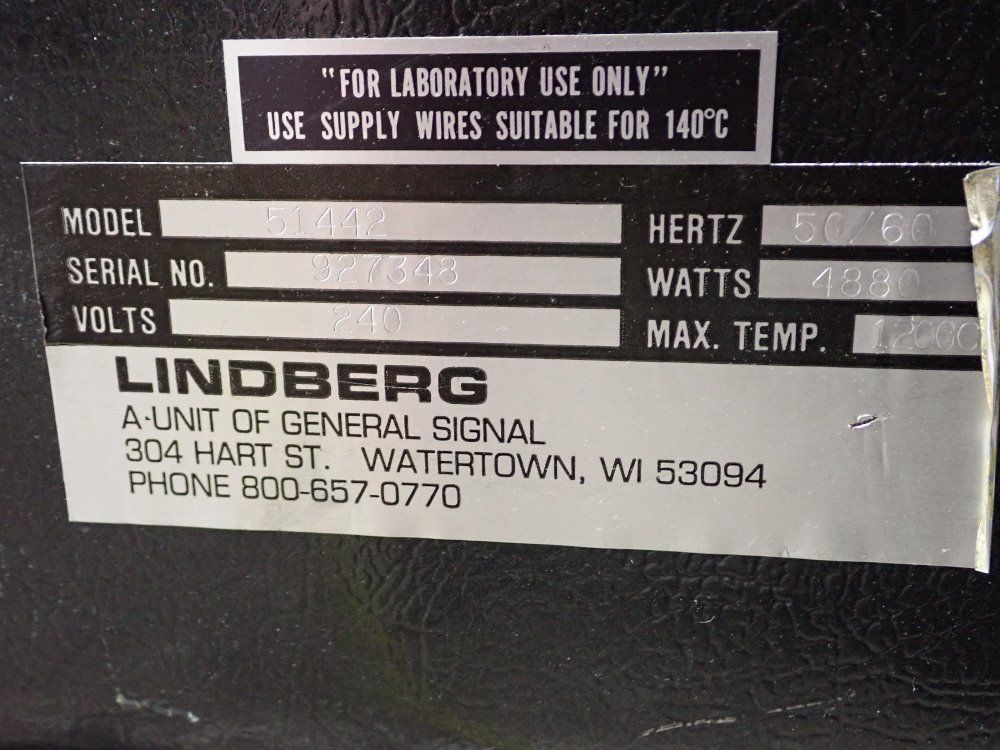 "FOR LABORATORY USE ONLY"
USE SUPPLY WIRES SUITABLE FOR 140°C
MODEL 51442
HERTZ 50/60
SERIAL NO. 927348
WATTS 4880
VOLTS 240
MAX. TEMP. 1200C
LINDBERG
A-UNIT OF GENERAL SIGNAL
304 HART ST. WATERTOWN, WI 53094
PHONE 800-657-0770